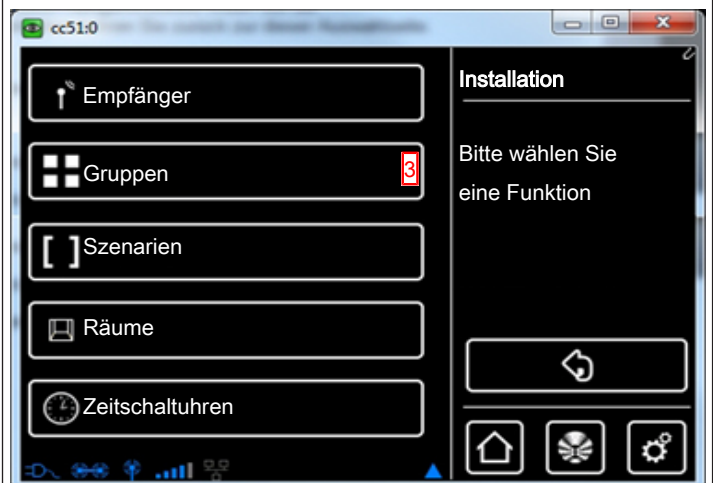 cc51:0
Empfänger
Gruppen 3
Szenarien
Räume
Zeitschaltuhren
Installation
Bitte wählen Sie
eine Funktion